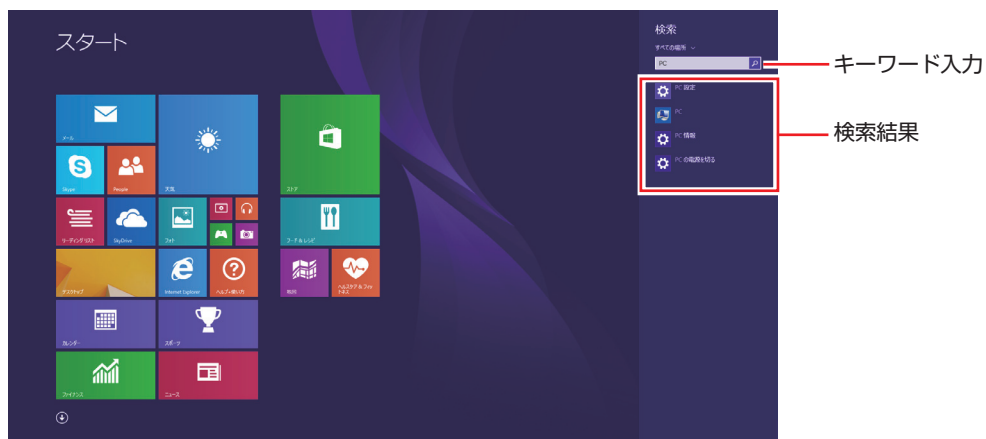 スタート
メール
Skype
People
天気
リーディング リスト
SkyDrive
フォト
デスクトップ
Internet Explorer
ヘルプ+使い方
カレンダー
スポーツ
ファイナンス
ニュース
ストア
フード & レシピ
地図
ヘルスケア & フィッ
トネス
検索
すべての場所
PC
PC 設定
PC
PC 情報
PC の電源を切る
キーワード入力
検索結果